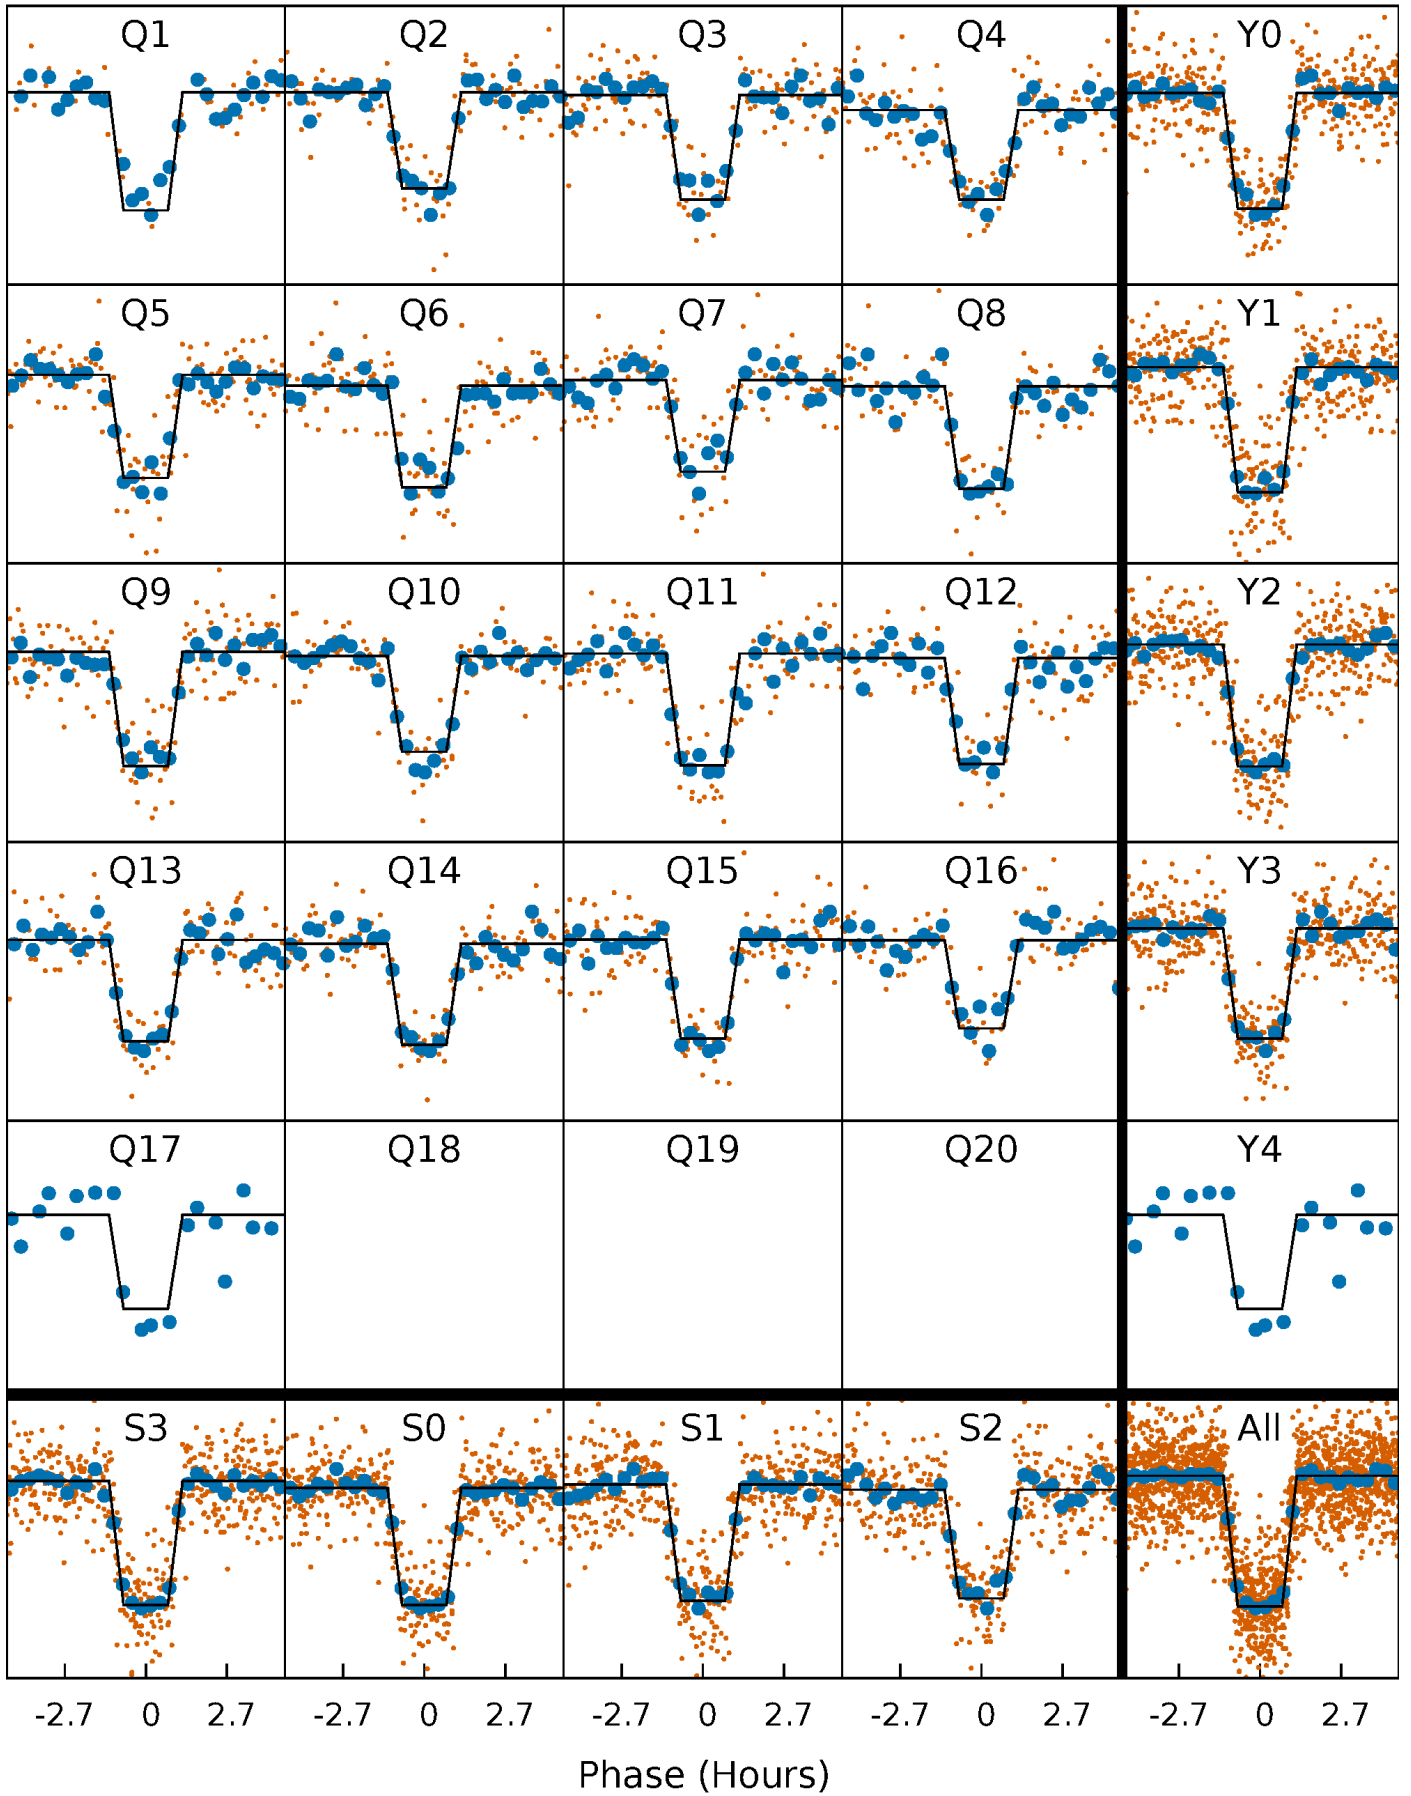 Q1 Q2 Q3 Q4 Y0
Q5 Q6 Q7 Q8 Y1
Q9 Q10 Q11 Q12 Y2
Q13 Q14 Q15 Q16 Y3
Q17 Q18 Q19 Q20 Y4
S3 S0 S1 S2 All
-2.7 0 2.7 -2.7 0 2.7 -2.7 0 2.7 -2.7 0 2.7 -2.7 0 2.7
Phase (Hours)